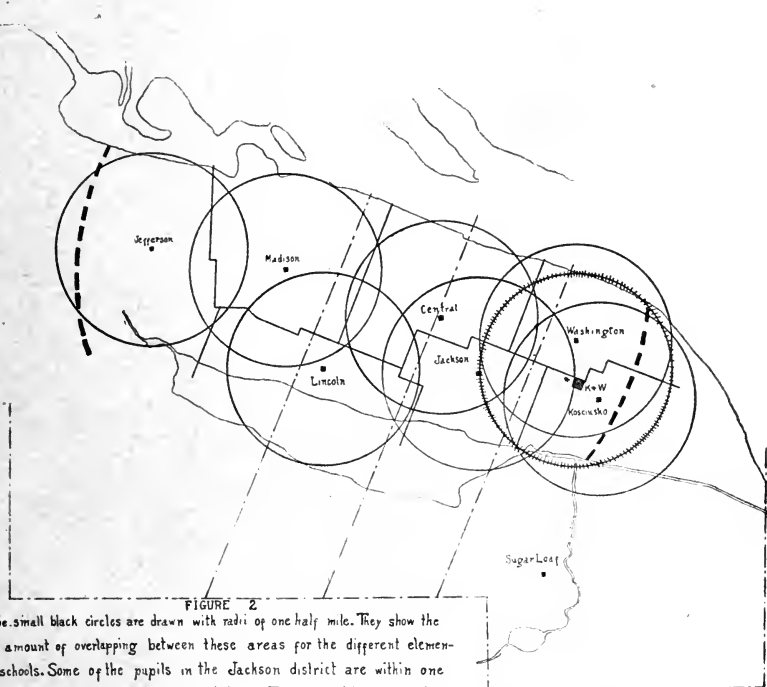 Jefferson
Madison
Central
Washington
Jackson
Lincoln
K+W
Kosciusko
Sugar Loaf
FIGURE 2
small black circles are drawn with radii of one half mile. They show the
amount of overlapping between these areas for the different elemen-
schools. Some of the pupils in the Jackson district are within one